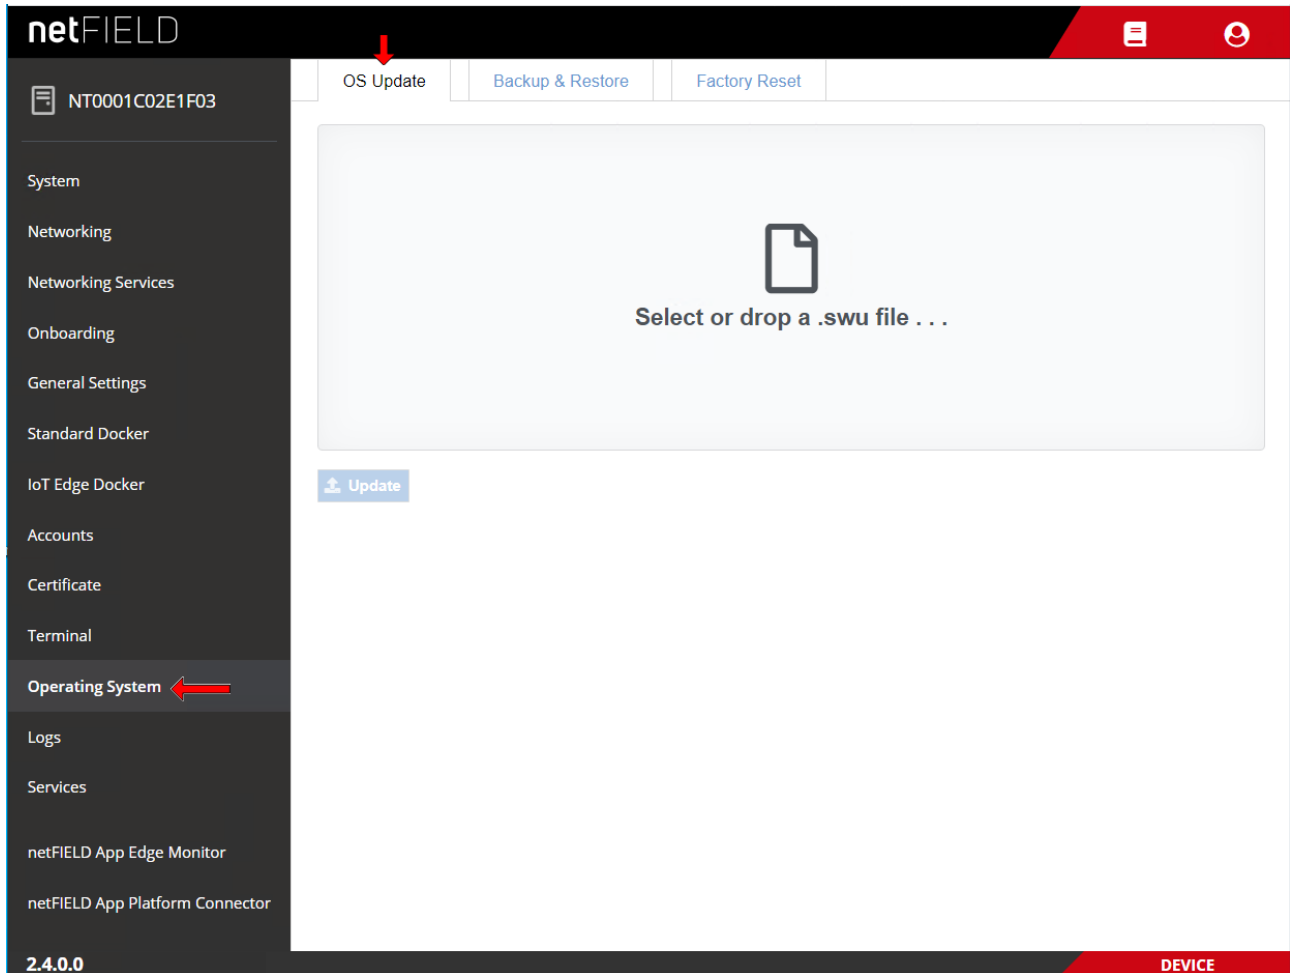 netFIELD
OS Update
Backup & Restore
Factory Reset
NT0001C02E1F03
System
Networking
Networking Services
Onboarding
General Settings
Standard Docker
IoT Edge Docker
Accounts
Certificate
Terminal
Operating System
Logs
Services
netFIELD App Edge Monitor
netFIELD App Platform Connector
2.4.0.0
Select or drop a .swu file . . .
Update
DEVICE